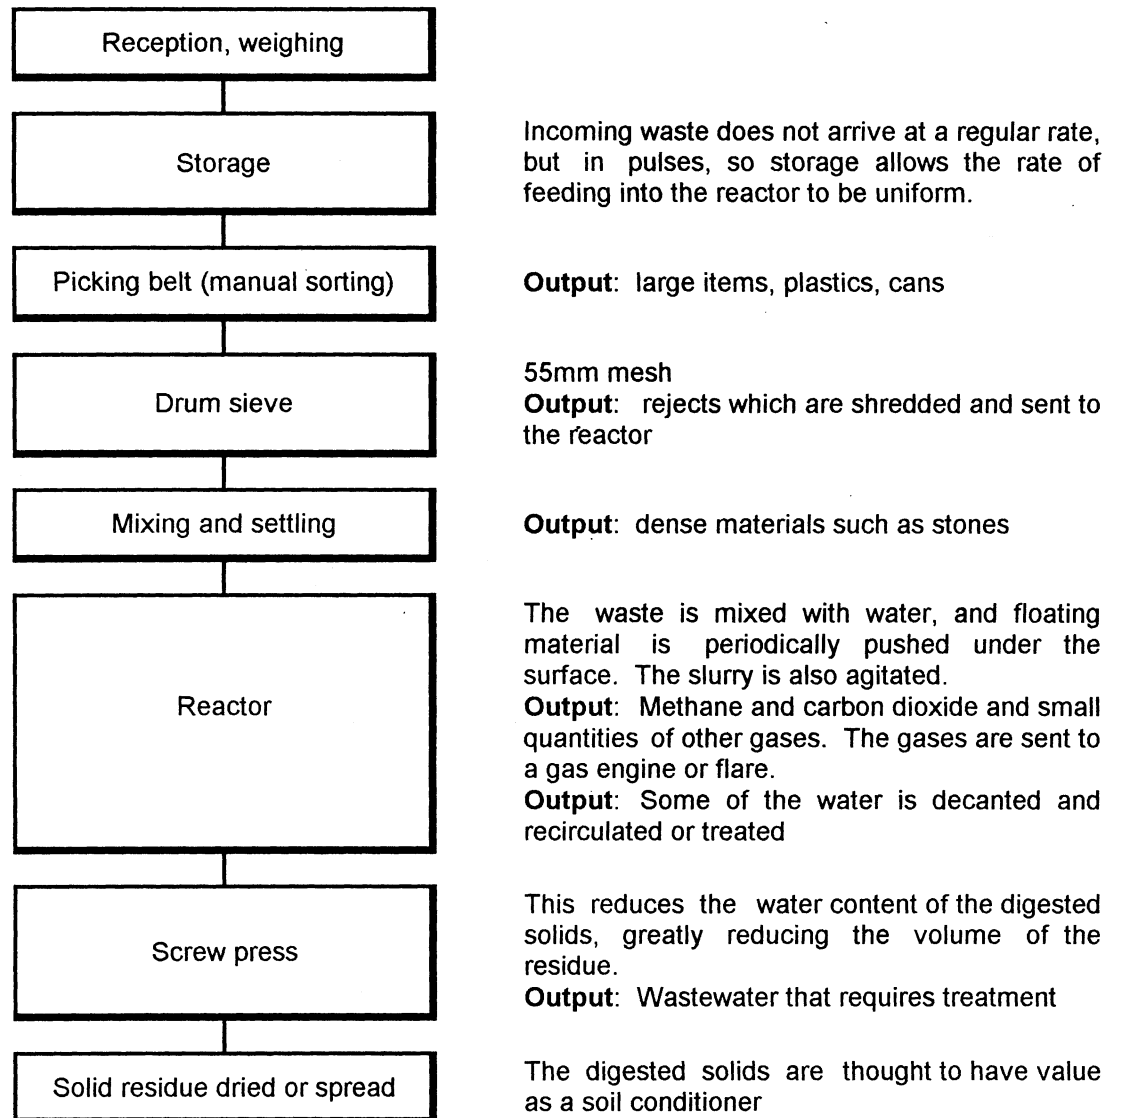 Reception, weighing
Storage
Incoming waste does not arrive at a regular rate,
but in pulses, so storage allows the rate of
feeding into the reactor to be uniform.
Picking belt (manual sorting)
Output: large items, plastics, cans
Drum sieve
55mm mesh
Output: rejects which are shredded and sent to
the reactor
Mixing and settling
Output: dense materials such as stones
Reactor
The waste is mixed with water, and floating
material is periodically pushed under the
surface. The slurry is also agitated.
Output: Methane and carbon dioxide and small
quantities of other gases. The gases are sent to
a gas engine or flare.
Output: Some of the water is decanted and
recirculated or treated
Screw press
This reduces the water content of the digested
solids, greatly reducing the volume of the
residue.
Output: Wastewater that requires treatment
Solid residue dried or spread
The digested solids are thought to have value
as a soil conditioner